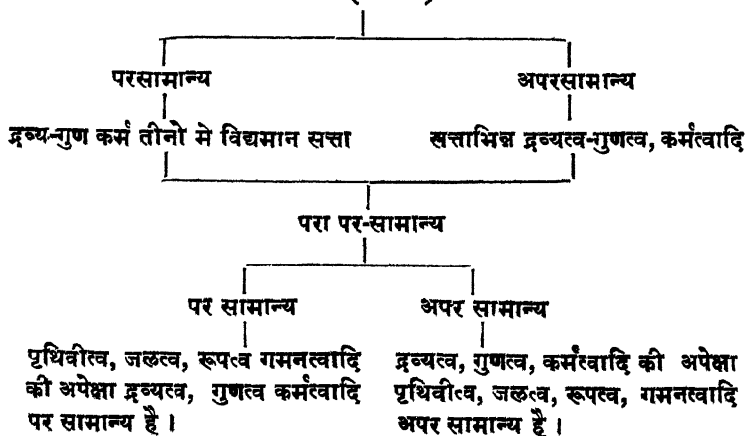 परसामान्य अपरसामान्य
द्रव्य-गुण कर्म तीनो मे विद्यमान सत्ता सत्ताभिन्न द्रव्यत्व-गुणत्व, कर्मत्वादि
परा पर-सामान्य
पर सामान्य अपर सामान्य
पृथिवीत्व, जलत्व, रूपत्व गमनत्वादि
की अपेक्षा द्रव्यत्व, गुणत्व कर्मत्वादि
पर सामान्य है ।
द्रव्यत्व, गुणत्व, कर्मत्वादि की अपेक्षा
पृथिवीत्व, जलत्व, रूपत्व, गमनत्वादि
अपर सामान्य है ।